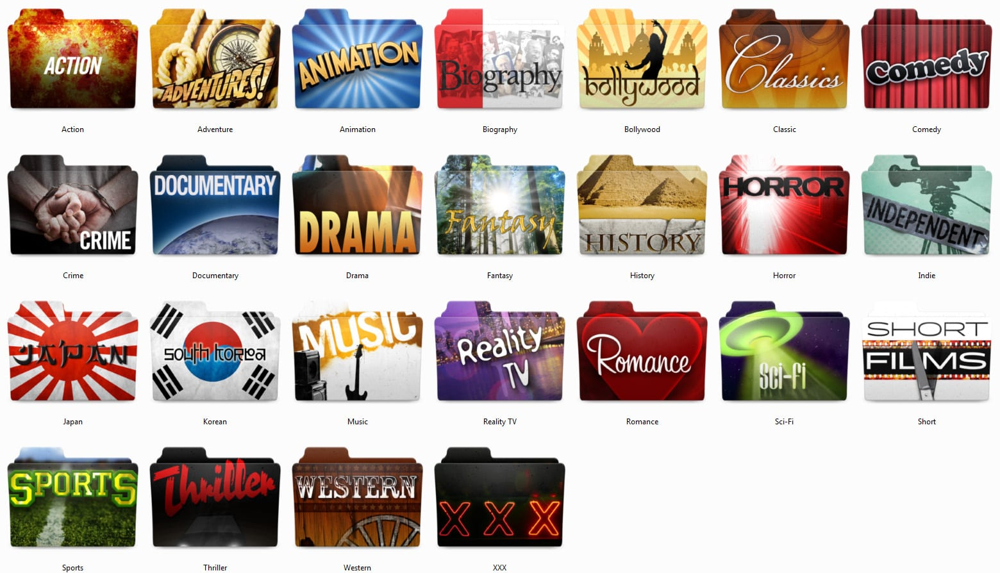 ACTION
ADVENTURES!
ANIMATION
Biography
bollywood
Classics
Comedy
Action
Adventure
Animation
Biography
Bollywood
Classic
Comedy
CRIME
DOCUMENTARY
DRAMA
Fantasy
HISTORY
HORROR
INDEPENDENT
Crime
Documentary
Drama
Fantasy
History
Horror
Indie
JAPAN
SOUTH KOREA
MUSIC
Reality
TV
Romance
Sci-Fi
SHORT
FILMS
Japan
Korean
Music
Reality TV
Romance
Sci-Fi
Short
SPORTS
Thriller
WESTERN
X X X
Sports
Thriller
Western
XXX